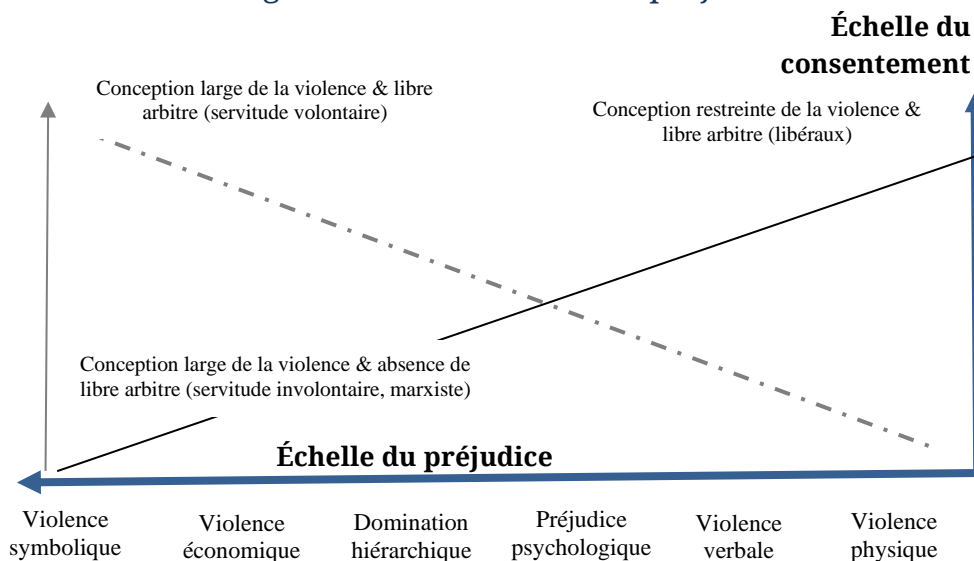 Échelle du
consentement
Conception large de la violence & libre
arbitre (servitude volontaire)
Conception restreinte de la violence &
libre arbitre (libéraux)
Conception large de la violence & absence de
libre arbitre (servitude involontaire, marxiste)
Échelle du préjudice
Violence
symbolique
Violence
économique
Domination
hiérarchique
Préjudice
psychologique
Violence
verbale
Violence
physique